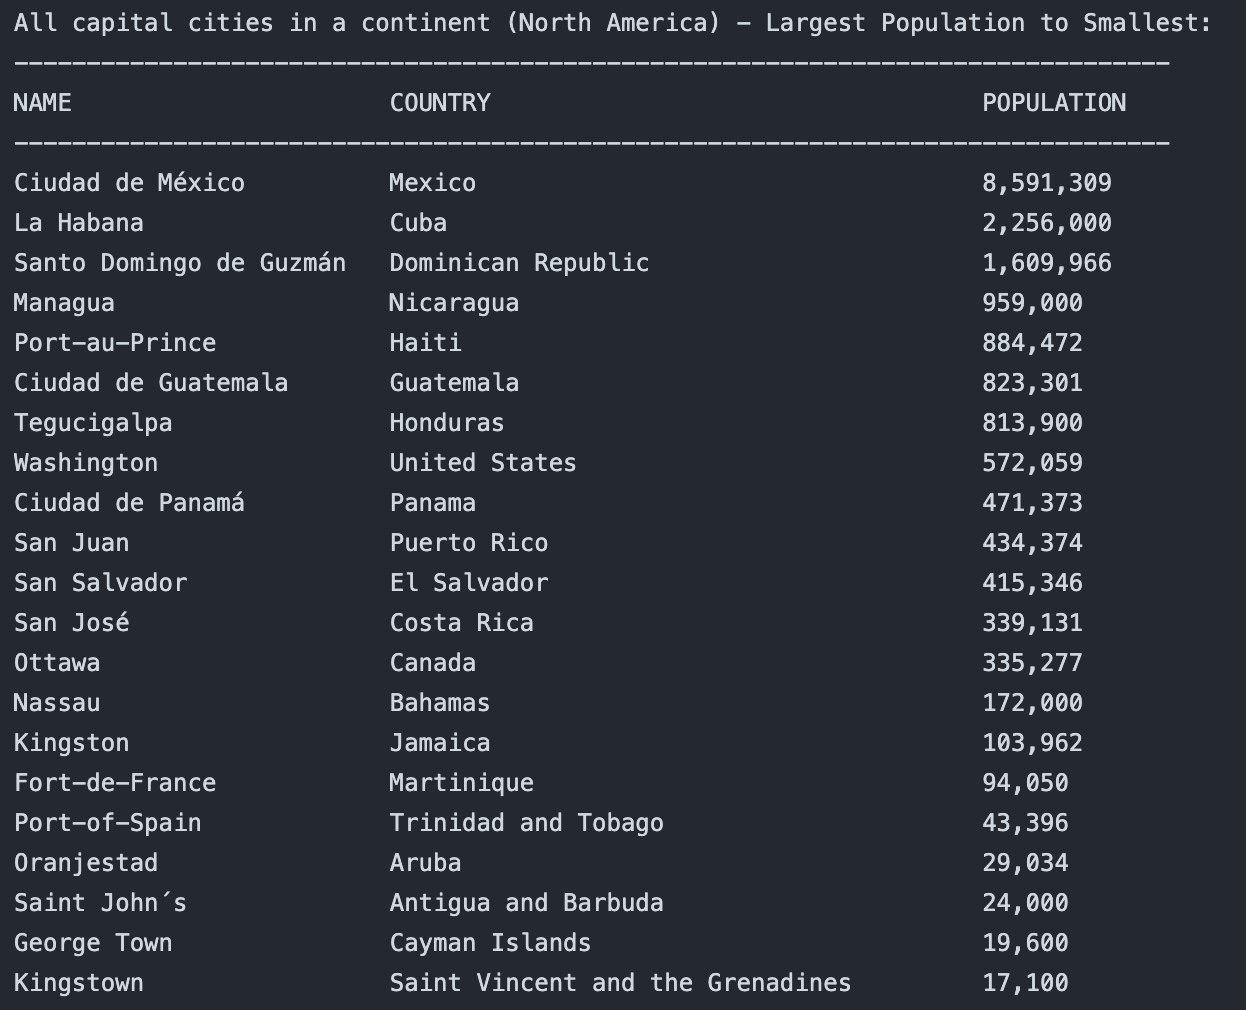 All capital cities in a continent (North America) - Largest Population to Smallest:
--------------------------------------------------------------------------------
NAME                      COUNTRY                                  POPULATION
--------------------------------------------------------------------------------
Ciudad de México          Mexico                                   8,591,309
La Habana                 Cuba                                     2,256,000
Santo Domingo de Guzmán   Dominican Republic                       1,609,966
Managua                   Nicaragua                                959,000
Port-au-Prince            Haiti                                    884,472
Ciudad de Guatemala       Guatemala                                823,301
Tegucigalpa               Honduras                                 813,900
Washington                United States                            572,059
Ciudad de Panamá          Panama                                   471,373
San Juan                  Puerto Rico                              434,374
San Salvador              El Salvador                              415,346
San José                  Costa Rica                               339,131
Ottawa                    Canada                                   335,277
Nassau                    Bahamas                                  172,000
Kingston                  Jamaica                                  103,962
Fort-de-France            Martinique                               94,050
Port-of-Spain             Trinidad and Tobago                      43,396
Oranjestad                Aruba                                    29,034
Saint John´s              Antigua and Barbuda                      24,000
George Town               Cayman Islands                           19,600
Kingstown                 Saint Vincent and the Grenadines         17,100